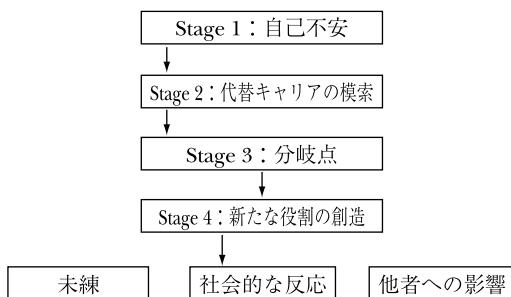 Stage 1：自己不安
Stage 2：代替キャリアの模索
Stage 3：分岐点
Stage 4：新たな役割の創造
未練 社会的な反応 他者への影響